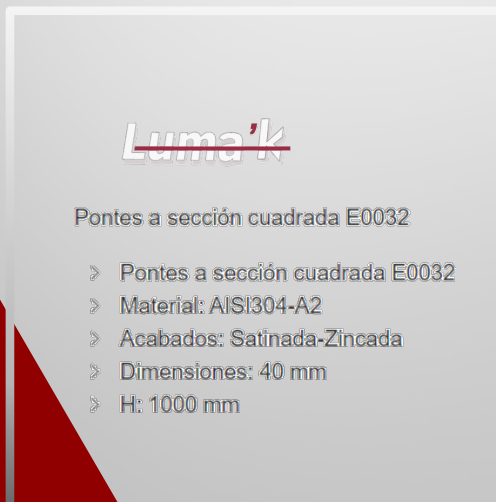 Luma'k
Pontes a sección cuadrada E0032
Pontes a sección cuadrada E0032
Material: AISI304-A2
Acabados: Satinada-Zincada
Dimensiones: 40 mm
H: 1000 mm